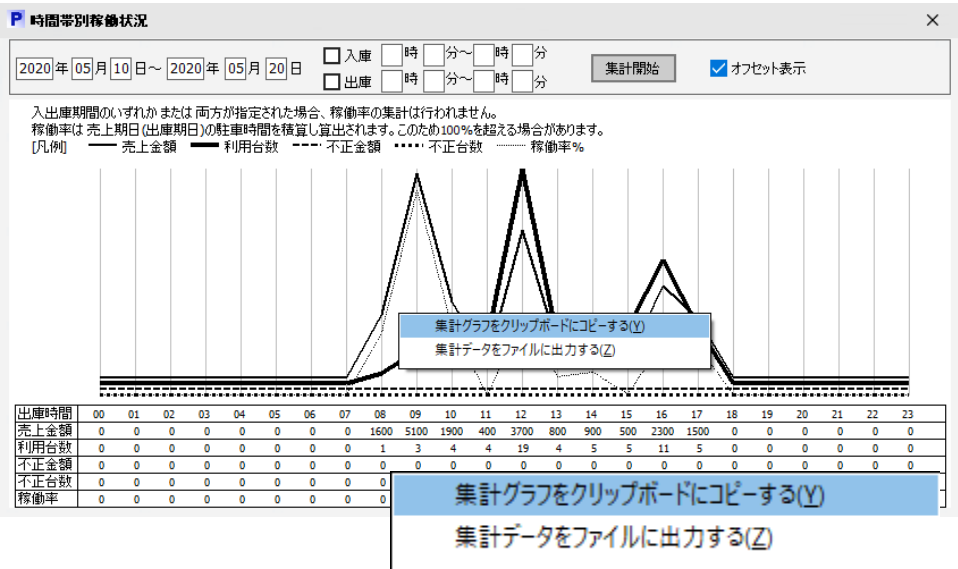 P 時間帯別稼働状況 ×
2020 年 05 月 10 日～ 2020 年 05 月 20 日
入庫 時 分～ 時 分
出庫 時 分～ 時 分
集計開始
オフセット表示
入出庫期間のいずれか または 両方が指定された場合、稼働率の集計は行われません。
稼働率は 売上期日(出庫期日)の駐車時間を積算し算出されます。このため100%を超える場合があります。
[凡例] 売上金額 利用台数 不正金額 不正台数 稼働率%
集計グラフをクリップボードにコピーする(Y)
集計データをファイルに出力する(Z)
出庫時間 00 01 02 03 04 05 06 07 08 09 10 11 12 13 14 15 16 17 18 19 20 21 22 23
売上金額 0 0 0 0 0 0 0 0 1600 5100 1900 400 3700 800 900 500 2300 1500 0 0 0 0 0 0
利用台数 0 0 0 0 0 0 0 0 1 3 4 4 19 4 5 5 11 5 0 0 0 0 0 0
不正金額 0 0 0 0 0 0 0 0 0 0 0 0 0 0 0 0 0 0 0 0 0 0 0 0
不正台数 0 0 0 0 0 0 0 0 0
稼働率 0 0 0 0 0 0 0 0 0
集計グラフをクリップボードにコピーする(Y)
集計データをファイルに出力する(Z)